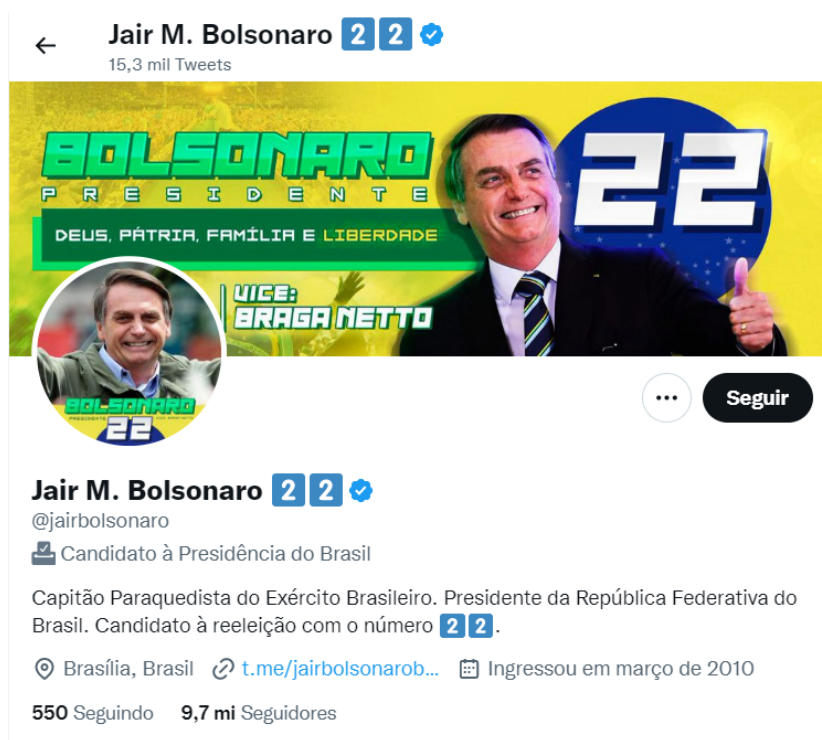 Jair M. Bolsonaro 2️⃣2️⃣
15,3 mil Tweets
BOLSONARO
PRESIDENTE
22
DEUS, PÁTRIA, FAMÍLIA E LIBERDADE
VICE:
BRAGA NETTO
BOLSONARO
PRESIDENTE
22
Seguir
Jair M. Bolsonaro 2️⃣2️⃣
@jairbolsonaro
Candidato à Presidência do Brasil
Capitão Paraquedista do Exército Brasileiro. Presidente da República Federativa do
Brasil. Candidato à reeleição com o número 2️⃣2️⃣.
Brasília, Brasil t.me/jairbolsonarob... Ingressou em março de 2010
550 Seguindo 9,7 mi Seguidores